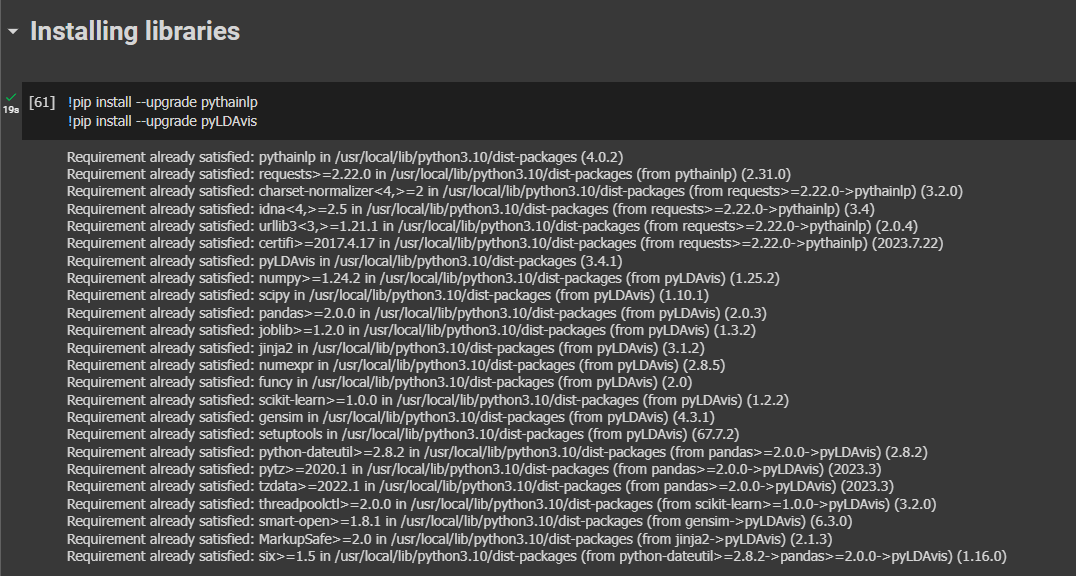 Installing libraries
[61] !pip install --upgrade pythainlp
19s !pip install --upgrade pyLDAvis
Requirement already satisfied: pythainlp in /usr/local/lib/python3.10/dist-packages (4.0.2)
Requirement already satisfied: requests>=2.22.0 in /usr/local/lib/python3.10/dist-packages (from pythainlp) (2.31.0)
Requirement already satisfied: charset-normalizer<4,>=2 in /usr/local/lib/python3.10/dist-packages (from requests>=2.22.0->pythainlp) (3.2.0)
Requirement already satisfied: idna<4,>=2.5 in /usr/local/lib/python3.10/dist-packages (from requests>=2.22.0->pythainlp) (3.4)
Requirement already satisfied: urllib3<3,>=1.21.1 in /usr/local/lib/python3.10/dist-packages (from requests>=2.22.0->pythainlp) (2.0.4)
Requirement already satisfied: certifi>=2017.4.17 in /usr/local/lib/python3.10/dist-packages (from requests>=2.22.0->pythainlp) (2023.7.22)
Requirement already satisfied: pyLDAvis in /usr/local/lib/python3.10/dist-packages (3.4.1)
Requirement already satisfied: numpy>=1.24.2 in /usr/local/lib/python3.10/dist-packages (from pyLDAvis) (1.25.2)
Requirement already satisfied: scipy in /usr/local/lib/python3.10/dist-packages (from pyLDAvis) (1.10.1)
Requirement already satisfied: pandas>=2.0.0 in /usr/local/lib/python3.10/dist-packages (from pyLDAvis) (2.0.3)
Requirement already satisfied: joblib>=1.2.0 in /usr/local/lib/python3.10/dist-packages (from pyLDAvis) (1.3.2)
Requirement already satisfied: jinja2 in /usr/local/lib/python3.10/dist-packages (from pyLDAvis) (3.1.2)
Requirement already satisfied: numexpr in /usr/local/lib/python3.10/dist-packages (from pyLDAvis) (2.8.5)
Requirement already satisfied: funcy in /usr/local/lib/python3.10/dist-packages (from pyLDAvis) (2.0)
Requirement already satisfied: scikit-learn>=1.0.0 in /usr/local/lib/python3.10/dist-packages (from pyLDAvis) (1.2.2)
Requirement already satisfied: gensim in /usr/local/lib/python3.10/dist-packages (from pyLDAvis) (4.3.1)
Requirement already satisfied: setuptools in /usr/local/lib/python3.10/dist-packages (from pyLDAvis) (67.7.2)
Requirement already satisfied: python-dateutil>=2.8.2 in /usr/local/lib/python3.10/dist-packages (from pandas>=2.0.0->pyLDAvis) (2.8.2)
Requirement already satisfied: pytz>=2020.1 in /usr/local/lib/python3.10/dist-packages (from pandas>=2.0.0->pyLDAvis) (2023.3)
Requirement already satisfied: tzdata>=2022.1 in /usr/local/lib/python3.10/dist-packages (from pandas>=2.0.0->pyLDAvis) (2023.3)
Requirement already satisfied: threadpoolctl>=2.0.0 in /usr/local/lib/python3.10/dist-packages (from scikit-learn>=1.0.0->pyLDAvis) (3.2.0)
Requirement already satisfied: smart-open>=1.8.1 in /usr/local/lib/python3.10/dist-packages (from gensim->pyLDAvis) (6.3.0)
Requirement already satisfied: MarkupSafe>=2.0 in /usr/local/lib/python3.10/dist-packages (from jinja2->pyLDAvis) (2.1.3)
Requirement already satisfied: six>=1.5 in /usr/local/lib/python3.10/dist-packages (from python-dateutil>=2.8.2->pandas>=2.0.0->pyLDAvis) (1.16.0)